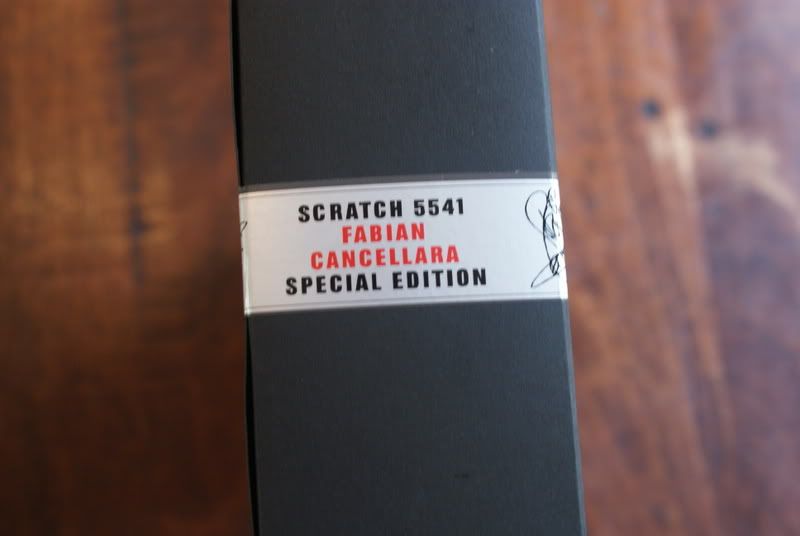 SCRATCH 5541
FABIAN
CANCELLARA
SPECIAL EDITION